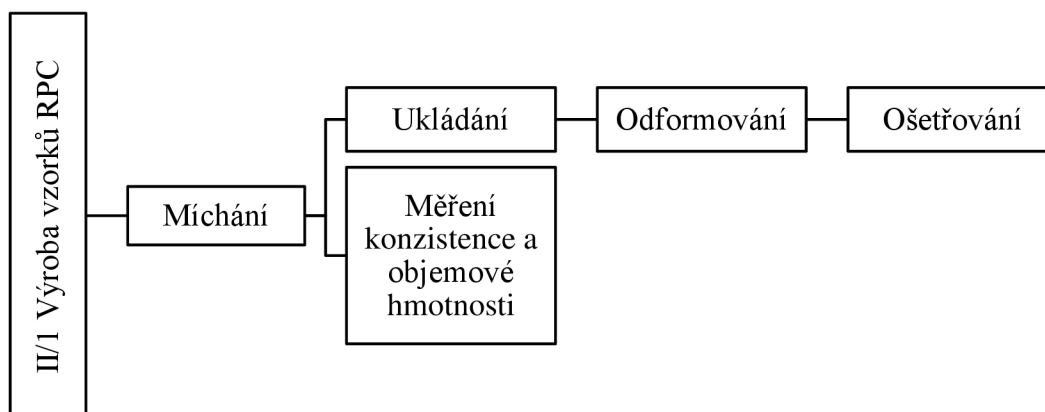 II/1 Výroba vzorků RPC
Míchání
Ukládání
Odformování
Ošetřování
Měření
konzistence a
objemové
hmotnosti